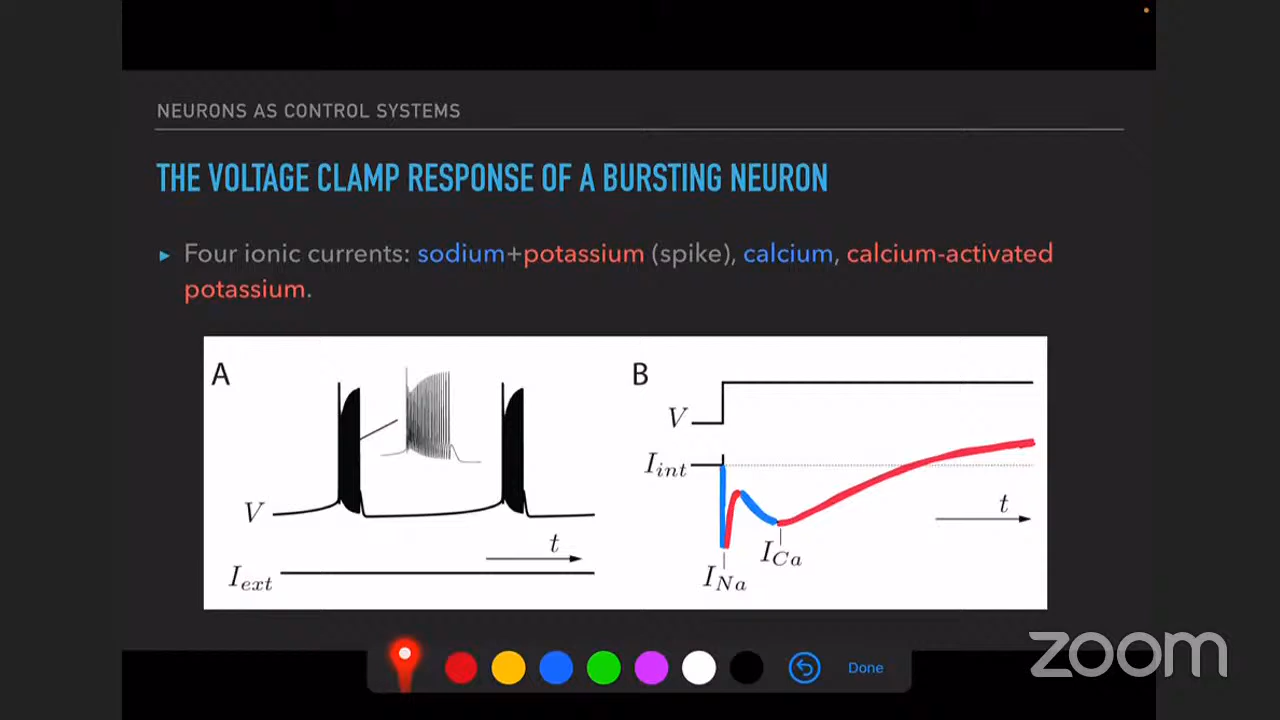 NEURONS AS CONTROL SYSTEMS
THE VOLTAGE CLAMP RESPONSE OF A BURSTING NEURON
▸ Four ionic currents: sodium+potassium (spike), calcium, calcium-activated
potassium.
A
V
t
I_ext
B
V
I_int
t
I_Ca
I_Na
Done
zoom